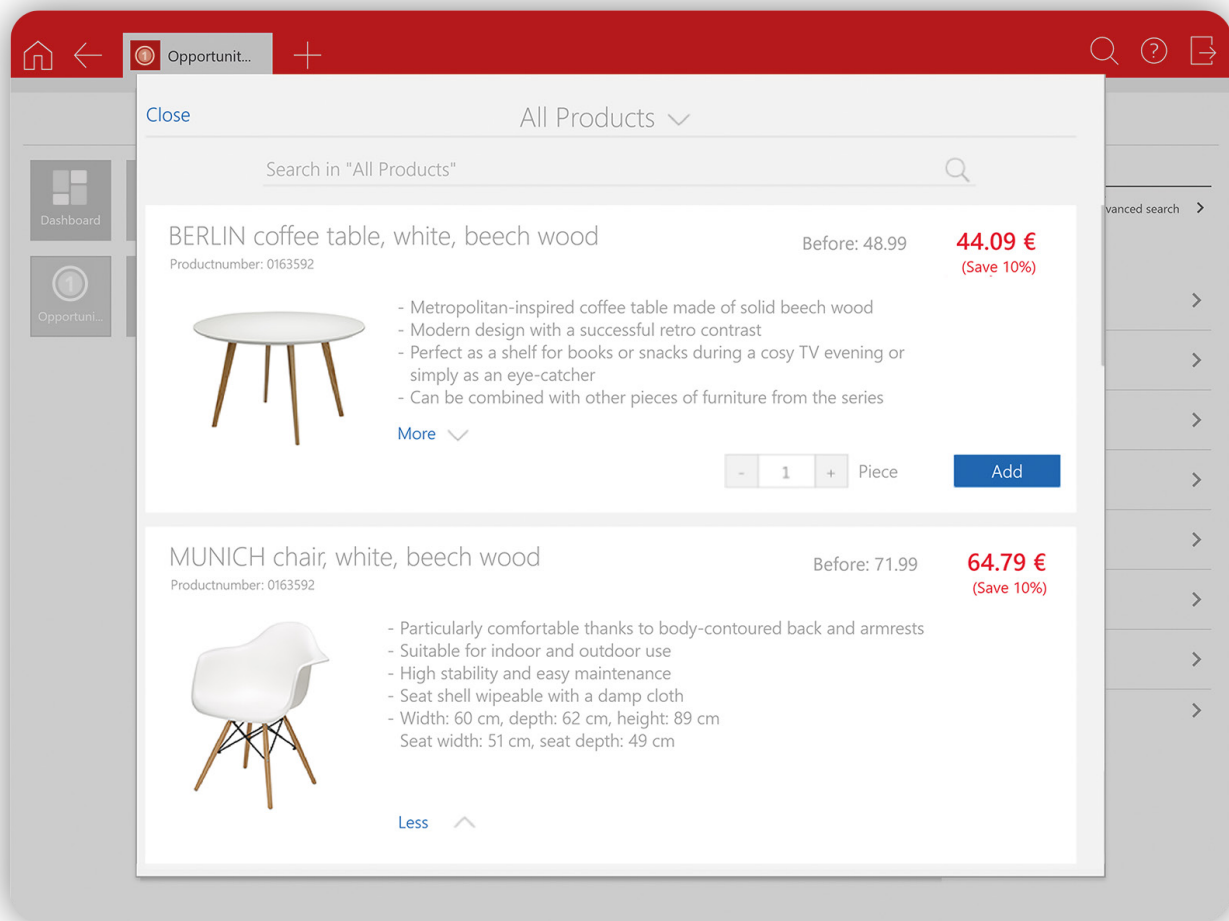 Opportunit...
Close
All Products
Search in "All Products"
Dashboard
Opportuni...
vanced search
BERLIN coffee table, white, beech wood
Before: 48.99
44.09 €
Productnumber: 0163592
(Save 10%)
- Metropolitan-inspired coffee table made of solid beech wood
- Modern design with a successful retro contrast
- Perfect as a shelf for books or snacks during a cosy TV evening or
simply as an eye-catcher
- Can be combined with other pieces of furniture from the series
More
- 1 + Piece
Add
MUNICH chair, white, beech wood
Before: 71.99
64.79 €
Productnumber: 0163592
(Save 10%)
- Particularly comfortable thanks to body-contoured back and armrests
- Suitable for indoor and outdoor use
- High stability and easy maintenance
- Seat shell wipeable with a damp cloth
- Width: 60 cm, depth: 62 cm, height: 89 cm
Seat width: 51 cm, seat depth: 49 cm
Less